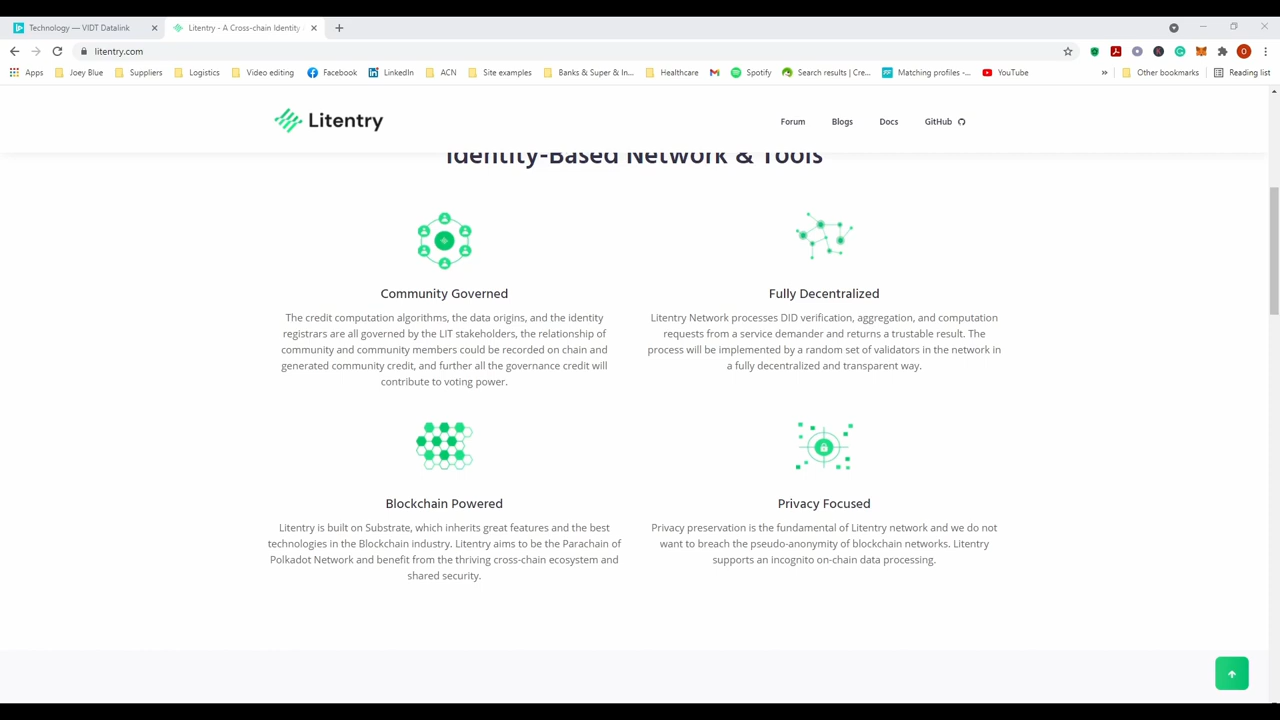 Technology — VIDT Datalink
Litentry - A Cross-chain Identity
litentry.com
Apps
Joey Blue
Suppliers
Logistics
Video editing
Facebook
LinkedIn
ACN
Site examples
Banks & Super & In...
Healthcare
Spotify
Search results | Cre...
Matching profiles -...
YouTube
Other bookmarks
Reading list
Litentry
Forum
Blogs
Docs
GitHub
Identity-Based Network & Tools
Community Governed
The credit computation algorithms, the data origins, and the identity
registrars are all governed by the LIT stakeholders, the relationship of
community and community members could be recorded on chain and
generated community credit, and further all the governance credit will
contribute to voting power.
Fully Decentralized
Litentry Network processes DID verification, aggregation, and computation
requests from a service demander and returns a trustable result. The
process will be implemented by a random set of validators in the network in
a fully decentralized and transparent way.
Blockchain Powered
Litentry is built on Substrate, which inherits great features and the best
technologies in the Blockchain industry. Litentry aims to be the Parachain of
Polkadot Network and benefit from the thriving cross-chain ecosystem and
shared security.
Privacy Focused
Privacy preservation is the fundamental of Litentry network and we do not
want to breach the pseudo-anonymity of blockchain networks. Litentry
supports an incognito on-chain data processing.